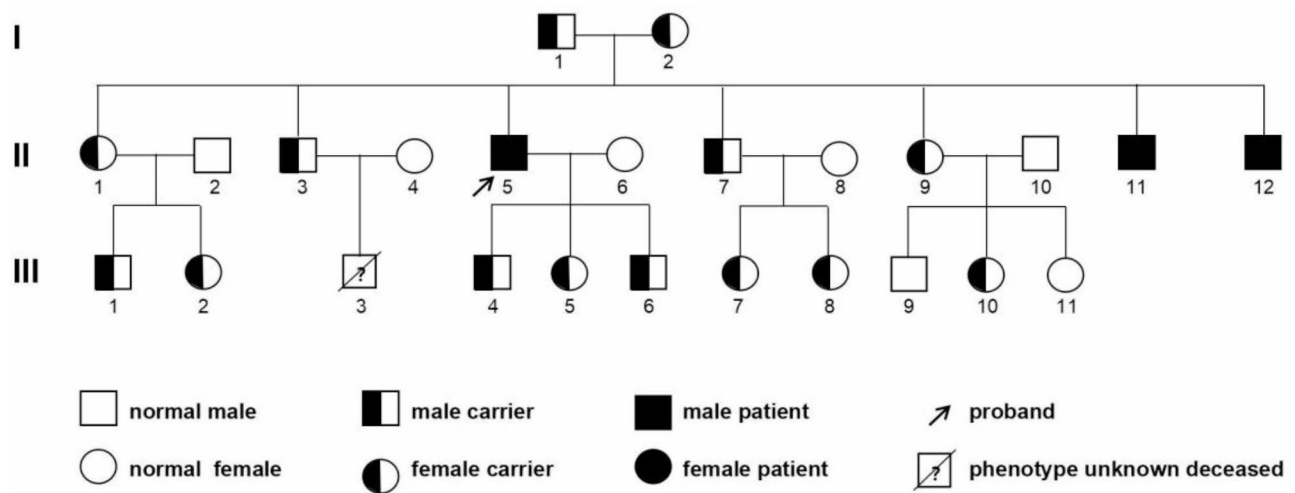 I
1 2
II
1 2 3 4 5 6 7 8 9 10 11 12
III
?
1 2 3 4 5 6 7 8 9 10 11
normal male male carrier male patient proband
normal female female carrier female patient ? phenotype unknown deceased